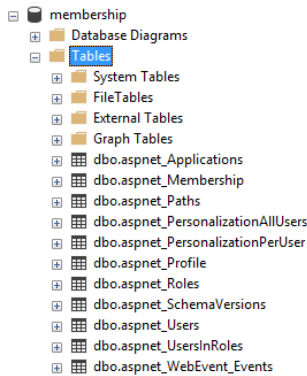 membership
Database Diagrams
Tables
System Tables
FileTables
External Tables
Graph Tables
dbo.aspnet_Applications
dbo.aspnet_Membership
dbo.aspnet_Paths
dbo.aspnet_PersonalizationAllUsers
dbo.aspnet_PersonalizationPerUser
dbo.aspnet_Profile
dbo.aspnet_Roles
dbo.aspnet_SchemaVersions
dbo.aspnet_Users
dbo.aspnet_UsersInRoles
dbo.aspnet_WebEvent_Events